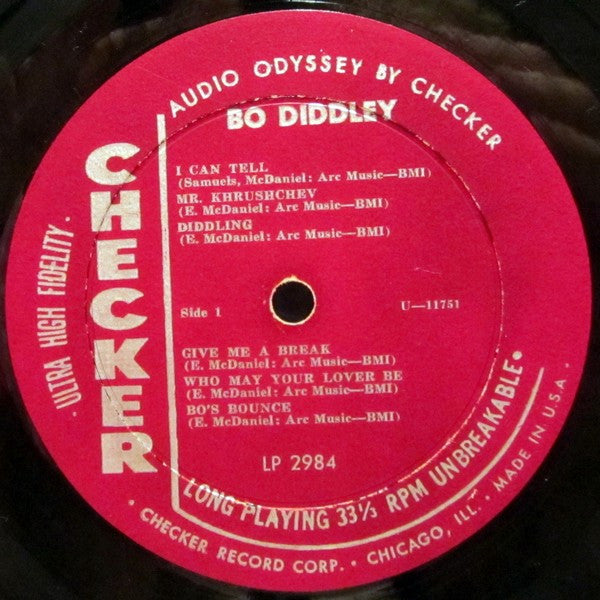 AUDIO ODYSSEY BY CHECKER
BO DIDDLEY
CHECKER
· ULTRA HIGH FIDELITY ·
I CAN TELL
(Samuels, McDaniel: Arc Music—BMI)
MR. KHRUSHCHEV
(E. McDaniel: Arc Music—BMI)
DIDDLING
(E. McDaniel: Arc Music—BMI)
Side 1
U—11751
GIVE ME A BREAK
(E. McDaniel: Arc Music—BMI)
WHO MAY YOUR LOVER BE
(E. McDaniel: Arc Music—BMI)
BO'S BOUNCE
(E. McDaniel: Arc Music—BMI)
LP 2984
LONG PLAYING 33⅓ RPM UNBREAKABLE •
· CHECKER RECORD CORP. · CHICAGO, ILL. · MADE IN U.S.A.